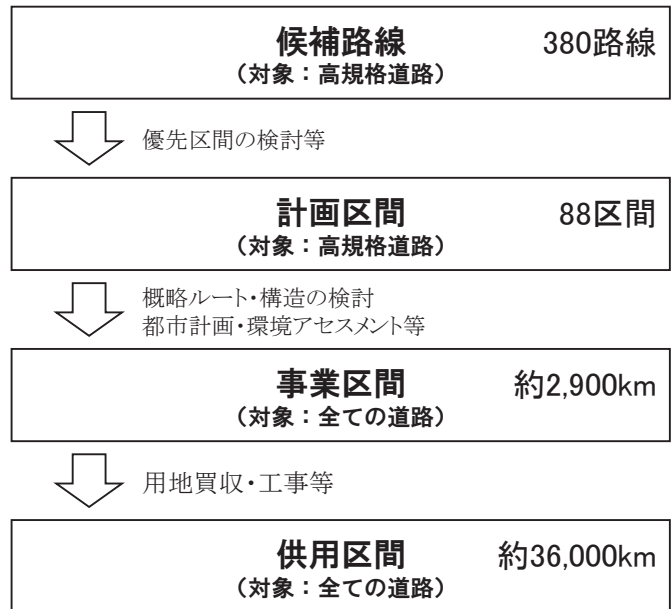 候補路線 380路線
（対象：高規格道路）
優先区間の検討等
計画区間 88区間
（対象：高規格道路）
概略ルート・構造の検討
都市計画・環境アセスメント等
事業区間 約2,900km
（対象：全ての道路）
用地買収・工事等
供用区間 約36,000km
（対象：全ての道路）